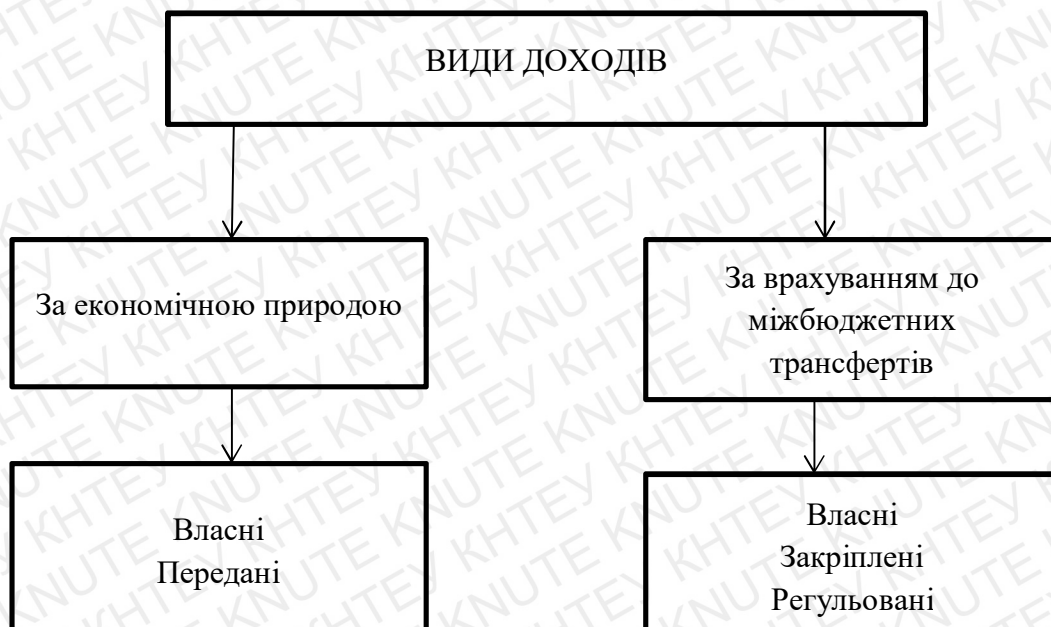 ВИДИ ДОХОДІВ
За економічною природою
За врахуванням до
міжбюджетних
трансфертів
Власні
Передані
Власні
Закріплені
Регульовані